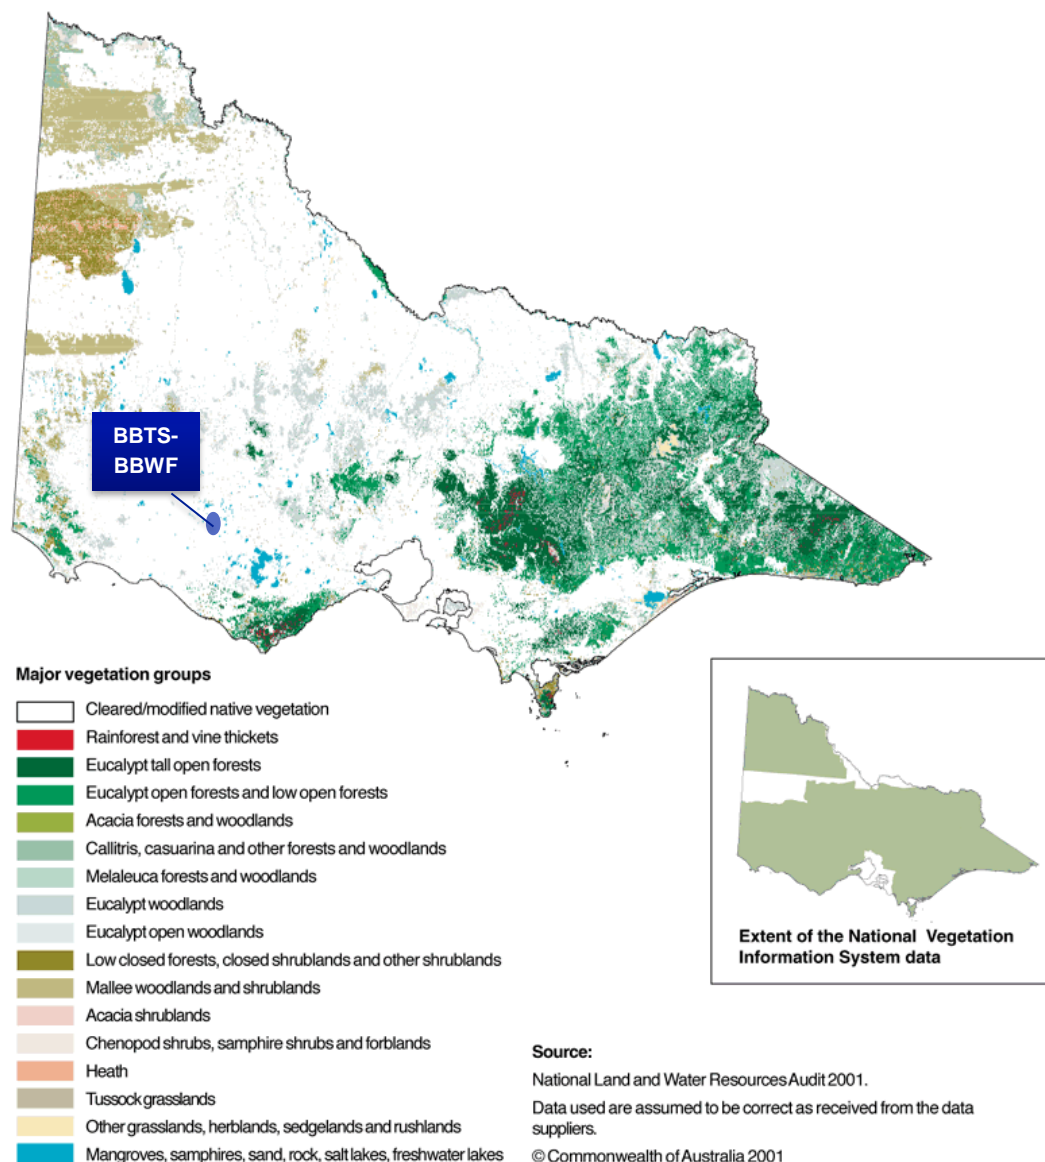 BBTS-
BBWF
Major vegetation groups
Cleared/modified native vegetation
Rainforest and vine thickets
Eucalypt tall open forests
Eucalypt open forests and low open forests
Acacia forests and woodlands
Callitris, casuarina and other forests and woodlands
Melaleuca forests and woodlands
Eucalypt woodlands
Eucalypt open woodlands
Low closed forests, closed shrublands and other shrublands
Mallee woodlands and shrublands
Acacia shrublands
Chenopod shrubs, samphire shrubs and forblands
Heath
Tussock grasslands
Other grasslands, herblands, sedgelands and rushlands
Mangroves, samphires, sand, rock, salt lakes, freshwater lakes
Extent of the National Vegetation
Information System data
Source:
National Land and Water Resources Audit 2001.
Data used are assumed to be correct as received from the data
suppliers.
© Commonwealth of Australia 2001